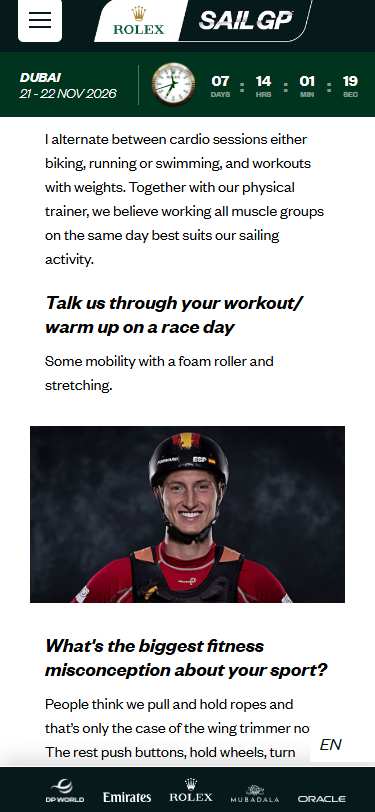 ROLEX
SAILGP
DUBAI
21 - 22 NOV 2026
07 : 14 : 01 : 19
DAYS HRS MIN SEC
I alternate between cardio sessions either
biking, running or swimming, and workouts
with weights. Together with our physical
trainer, we believe working all muscle groups
on the same day best suits our sailing
activity.
Talk us through your workout/
warm up on a race day
Some mobility with a foam roller and
stretching.
FORWARD
ESP
What's the biggest fitness
misconception about your sport?
People think we pull and hold ropes and
that's only the case of the wing trimmer no
The rest push buttons, hold wheels, turn
EN
DP WORLD
Emirates
ROLEX
MUBADALA
ORACLE